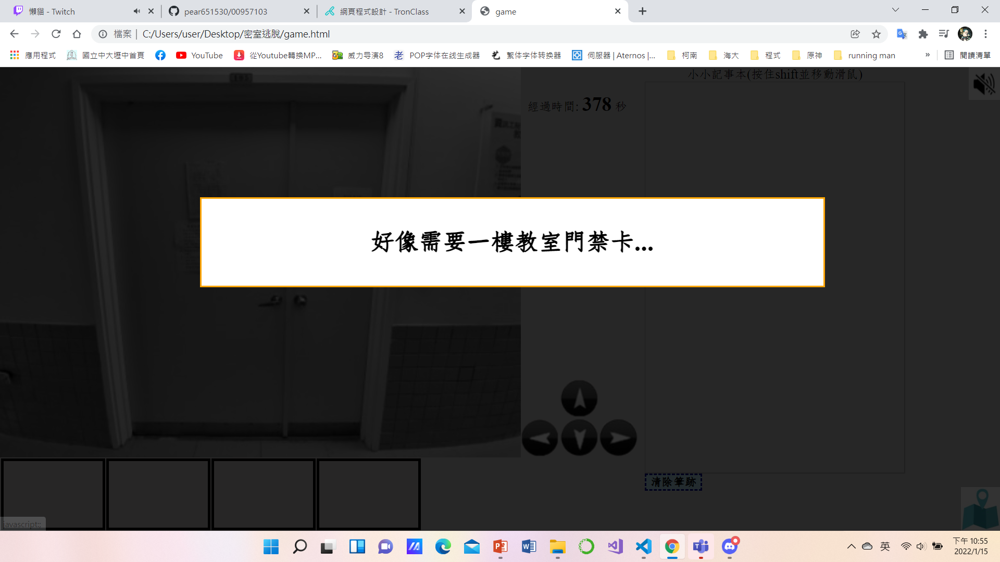 懶貓 - Twitch
pear651530/00957103
網頁程式設計 - TronClass
game
檔案
C:/Users/user/Desktop/密室逃脫/game.html
應用程式
國立中大壢中首頁
YouTube
從Youtube轉換MP...
威力导演8
POP字体在线生成器
繁体字体转换器
伺服器 | Aternos |...
柯南
海大
程式
原神
running man
»
閱讀清單
小小記事本(按住shift並移動滑鼠)
經過時間: 378 秒
好像需要一樓教室門禁卡...
清除筆跡
javascript:;
英
下午 10:55
2022/1/15